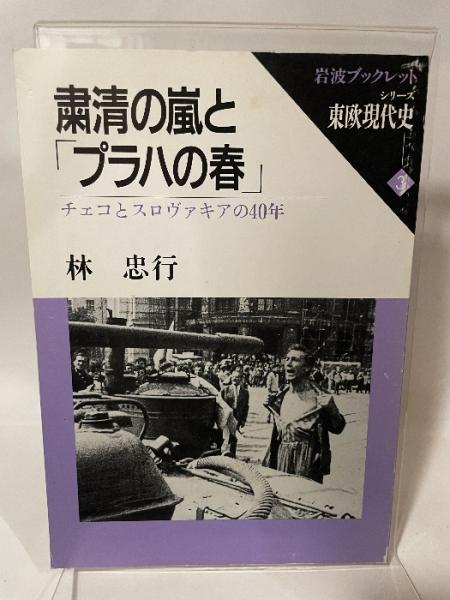 岩波ブックレット
シリーズ
東欧現代史
3
粛清の嵐と
「プラハの春」
チェコとスロヴァキアの40年
林 忠行